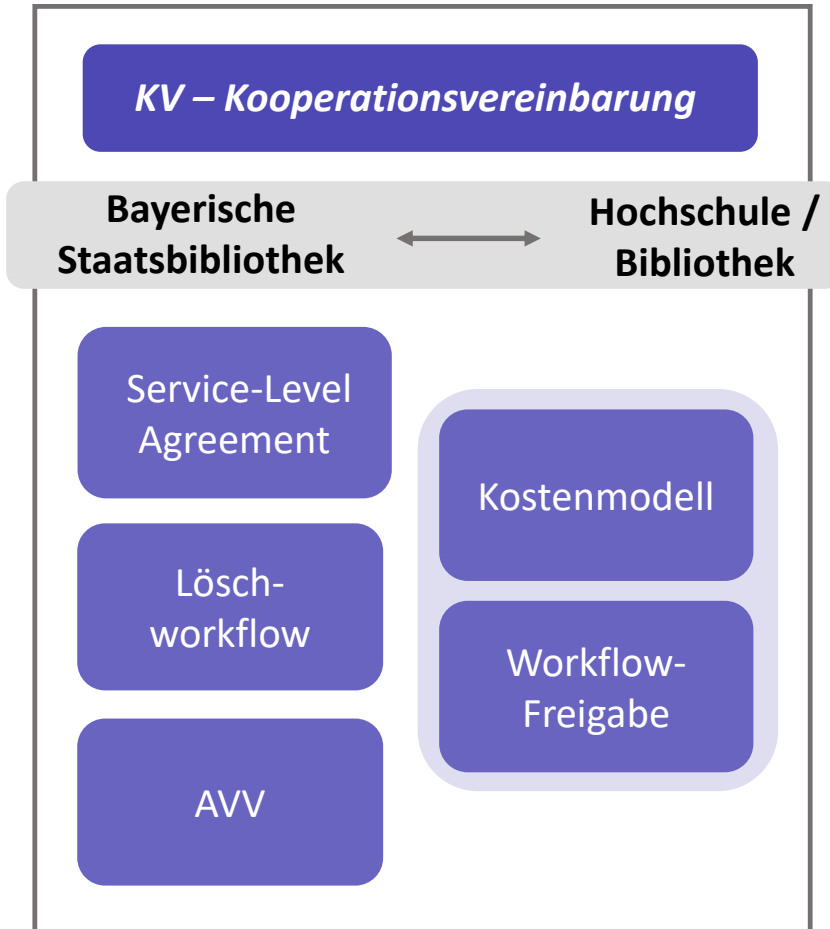 KV – Kooperationsvereinbarung
Bayerische
Staatsbibliothek
Hochschule /
Bibliothek
Service-Level
Agreement
Lösch-
workflow
AVV
Kostenmodell
Workflow-
Freigabe